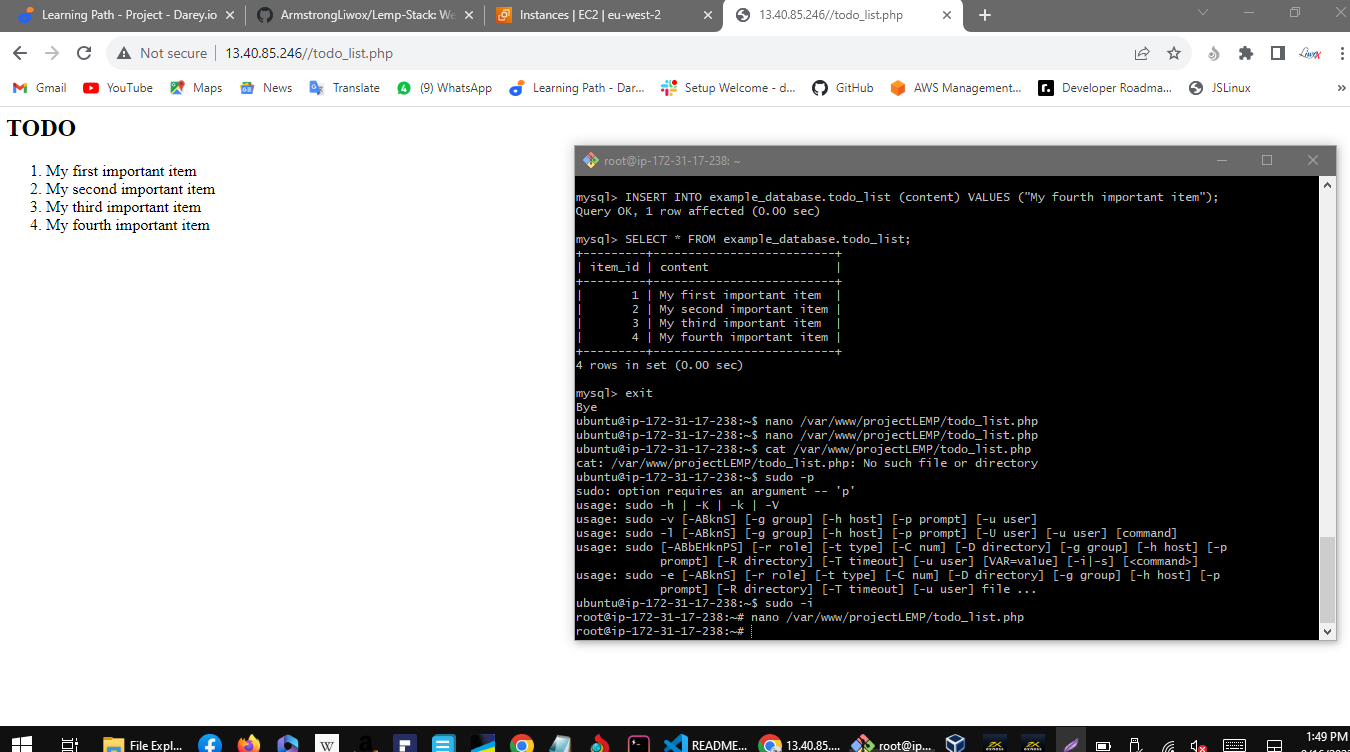 Learning Path - Project - Darey.io
ArmstrongLiwox/Lemp-Stack: We
Instances | EC2 | eu-west-2
13.40.85.246//todo_list.php
Not secure
13.40.85.246//todo_list.php
Gmail
YouTube
Maps
News
Translate
(9) WhatsApp
Learning Path - Dar...
Setup Welcome - d...
GitHub
AWS Management...
Developer Roadma...
JSLinux
TODO
1. My first important item
2. My second important item
3. My third important item
4. My fourth important item
root@ip-172-31-17-238: ~
mysql> INSERT INTO example_database.todo_list (content) VALUES ("My fourth important item");
Query OK, 1 row affected (0.00 sec)
mysql> SELECT * FROM example_database.todo_list;
+---------+--------------------------+
| item_id | content                  |
+---------+--------------------------+
|       1 | My first important item  |
|       2 | My second important item |
|       3 | My third important item  |
|       4 | My fourth important item |
+---------+--------------------------+
4 rows in set (0.00 sec)
mysql> exit
Bye
ubuntu@ip-172-31-17-238:~$ nano /var/www/projectLEMP/todo_list.php
ubuntu@ip-172-31-17-238:~$ nano /var/www/projectLEMP/todo_list.php
ubuntu@ip-172-31-17-238:~$ cat /var/www/projectLEMP/todo_list.php
cat: /var/www/projectLEMP/todo_list.php: No such file or directory
ubuntu@ip-172-31-17-238:~$ sudo -p
sudo: option requires an argument -- 'p'
usage: sudo -h | -K | -k | -V
usage: sudo -v [-ABknS] [-g group] [-h host] [-p prompt] [-u user]
usage: sudo -l [-ABknS] [-g group] [-h host] [-p prompt] [-U user] [-u user] [command]
usage: sudo [-ABbEHknPS] [-r role] [-t type] [-C num] [-D directory] [-g group] [-h host] [-p
prompt] [-R directory] [-T timeout] [-u user] [VAR=value] [-i|-s] [<command>]
usage: sudo -e [-ABknS] [-r role] [-t type] [-C num] [-D directory] [-g group] [-h host] [-p
prompt] [-R directory] [-T timeout] [-u user] file ...
ubuntu@ip-172-31-17-238:~$ sudo -i
root@ip-172-31-17-238:~# nano /var/www/projectLEMP/todo_list.php
root@ip-172-31-17-238:~#
File Expl...
README...
13.40.85....
root@ip...
1:49 PM